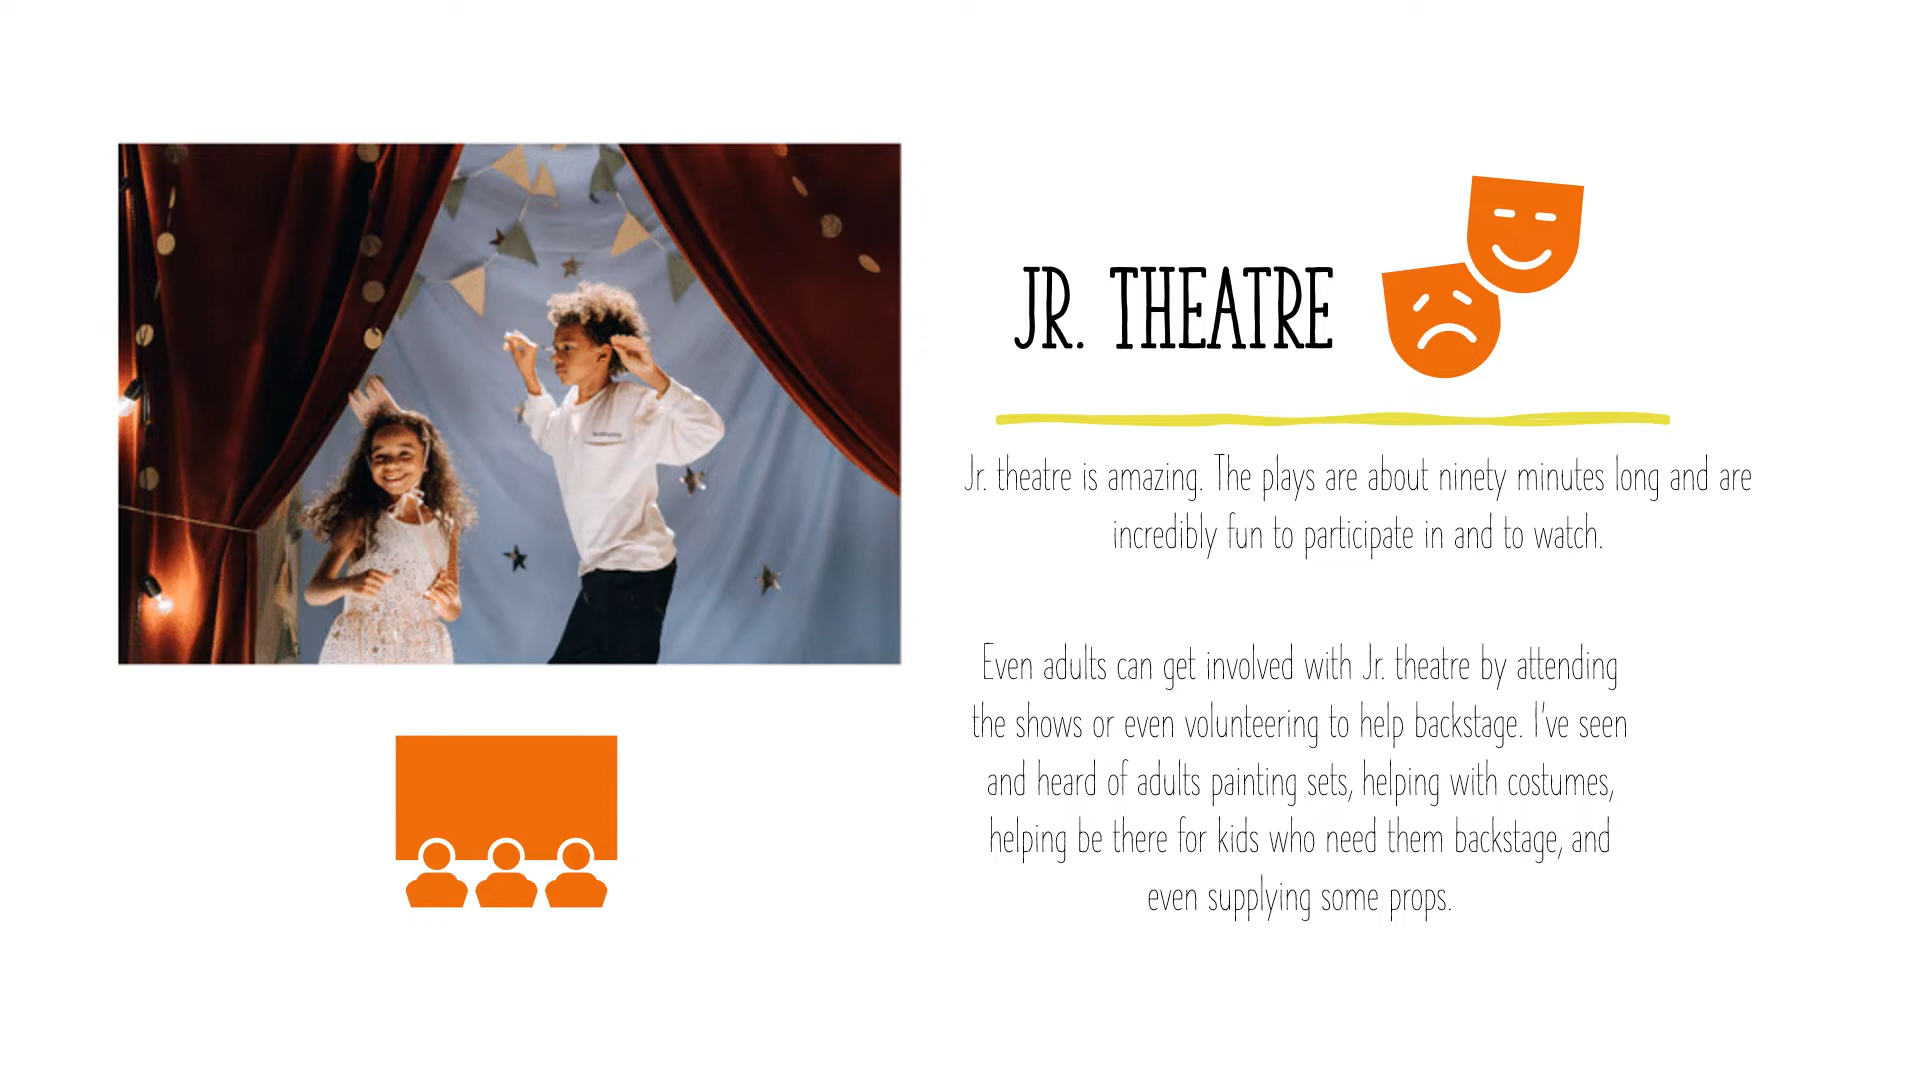 JR. THEATRE
Jr. theatre is amazing. The plays are about ninety minutes long and are
incredibly fun to participate in and to watch.
Even adults can get involved with Jr. theatre by attending
the shows or even volunteering to help backstage. I've seen
and heard of adults painting sets, helping with costumes,
helping be there for kids who need them backstage, and
even supplying some props.